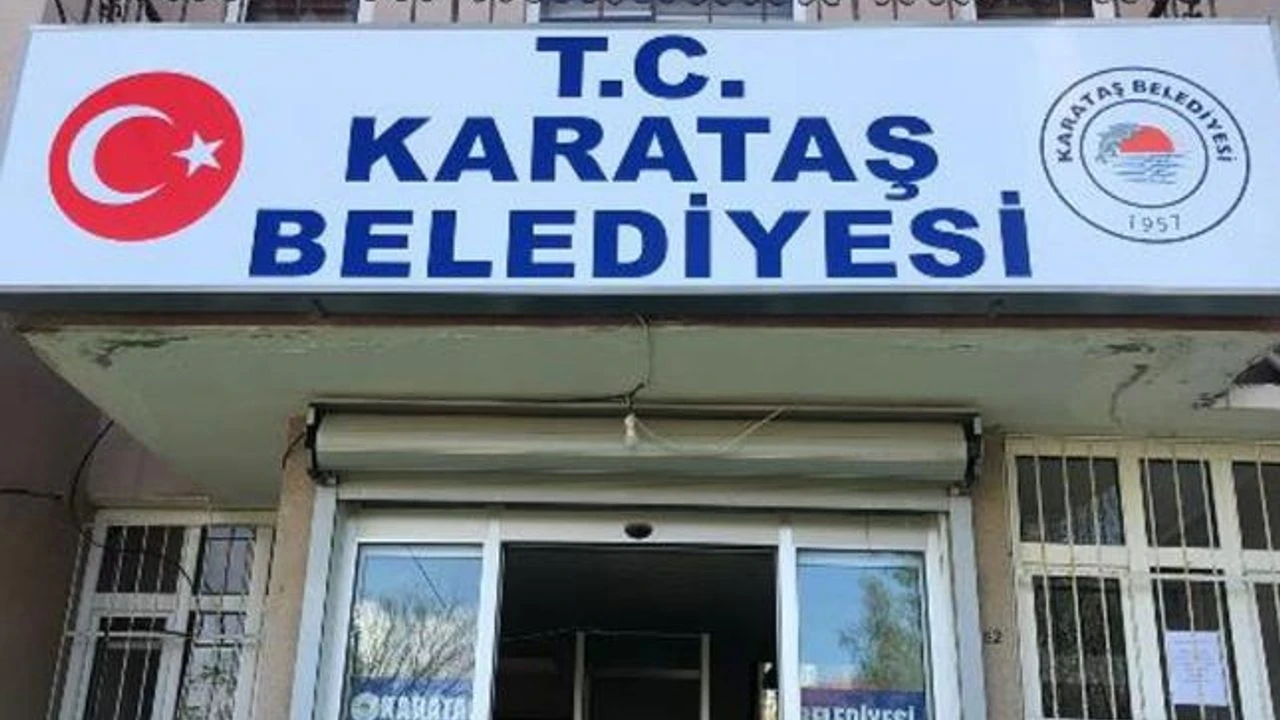 T.C.
KARATAŞ
BELEDİYESİ
KARATAŞ BELEDİYESİ
1957
KARATAŞ
BELEDİYESİ